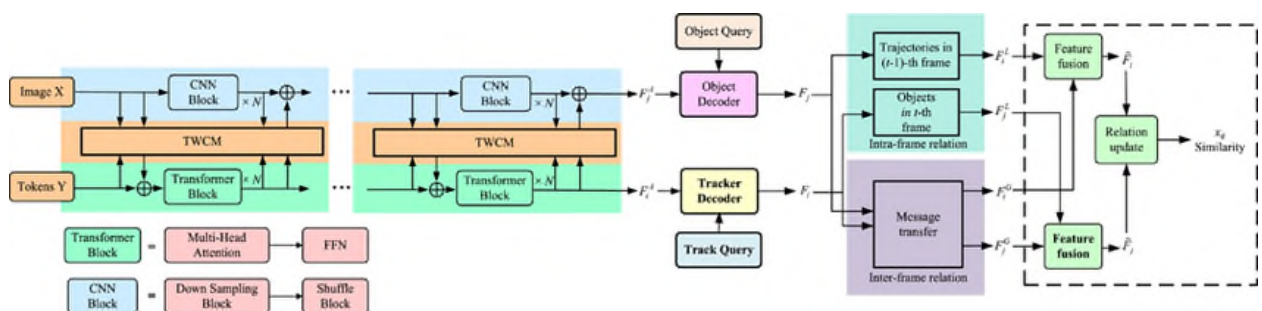 Image X
Tokens Y
CNN
Block
× N
TWCM
Transformer
Block
× N
...
...
CNN
Block
× N
TWCM
Transformer
Block
× N
Transformer
Block
=
Multi-Head
Attention
FFN
CNN
Block
=
Down Sampling
Block
Shuffle
Block
Object Query
Object
Decoder
Tracker
Decoder
Track Query
Trajectories in
(t-1)-th frame
Objects
in t-th
frame
Intra-frame relation
Message
transfer
Inter-frame relation
Feature
fusion
Relation
update
Similarity
Feature
fusion